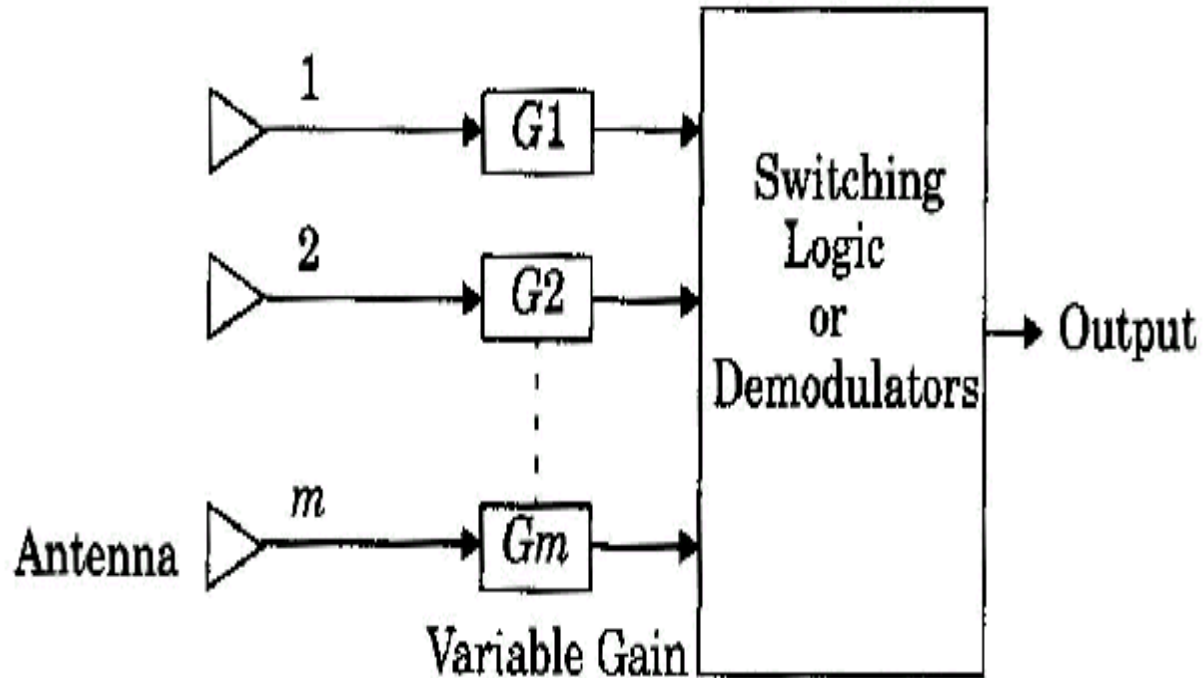 1
G1
2
G2
Switching
Logic
or
Demodulators
Output
m
Gm
Antenna
Variable Gain